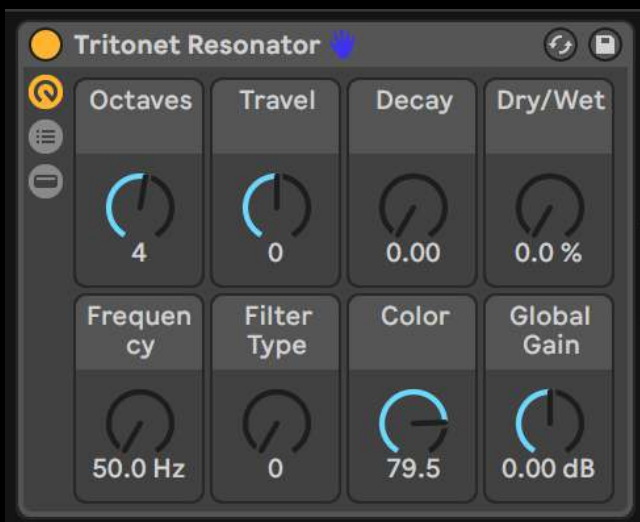 Tritonet Resonator
Octaves
Travel
Decay
Dry/Wet
4
0
0.00
0.0 %
Frequen
cy
Filter
Type
Color
Global
Gain
50.0 Hz
0
79.5
0.00 dB